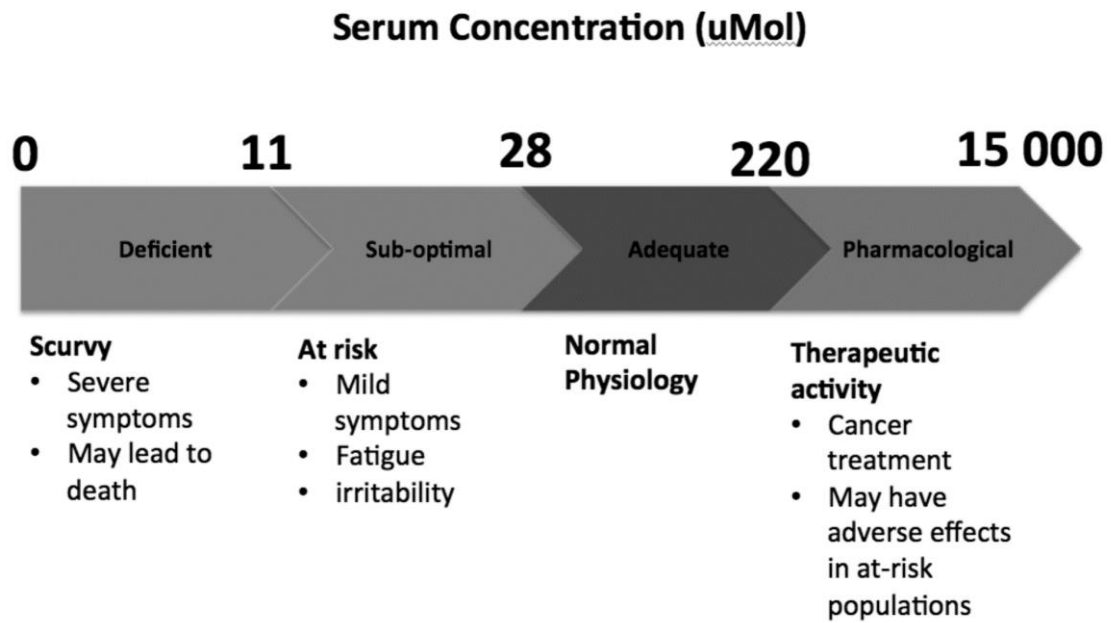 Serum Concentration (uMol)
0
11
28
220
15 000
Deficient
Sub-optimal
Adequate
Pharmacological
Scurvy
• Severe
symptoms
• May lead to
death
At risk
• Mild
symptoms
• Fatigue
• irritability
Normal
Physiology
Therapeutic
activity
• Cancer
treatment
• May have
adverse effects
in at-risk
populations